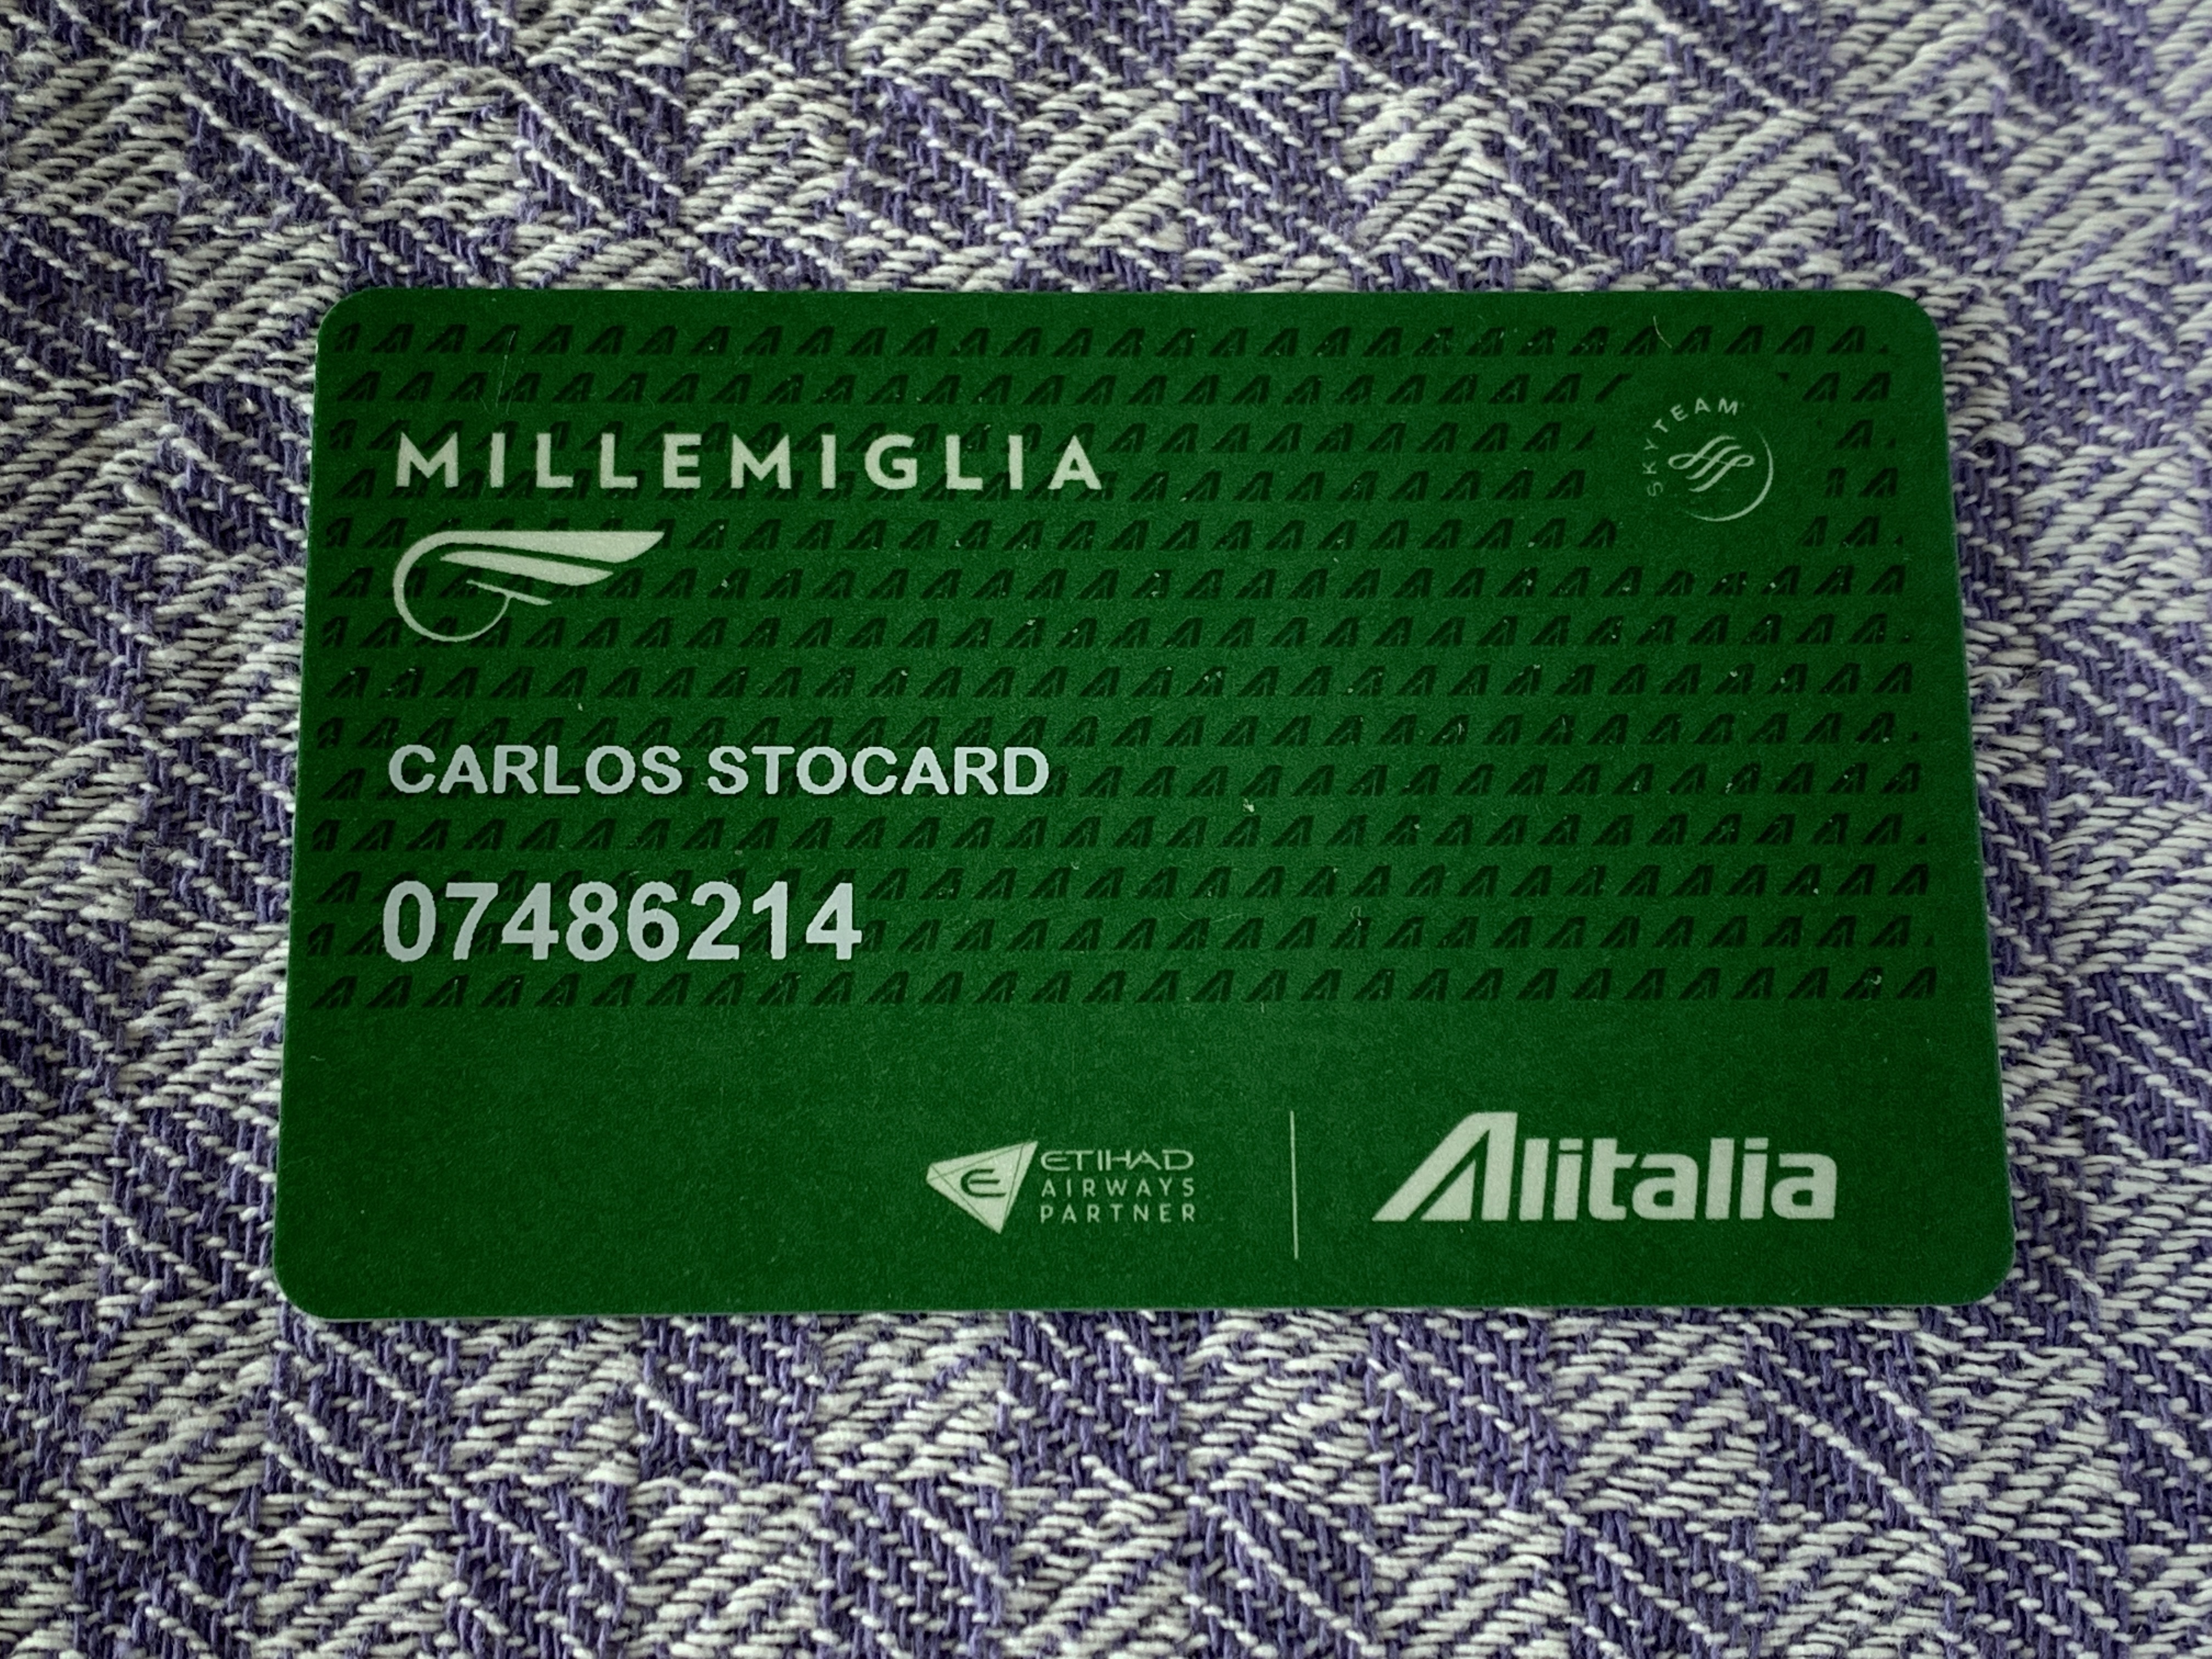 MILLEMIGLIA
SKYTEAM
CARLOS STOCARD
07486214
ETIHAD
AIRWAYS
PARTNER
Alitalia